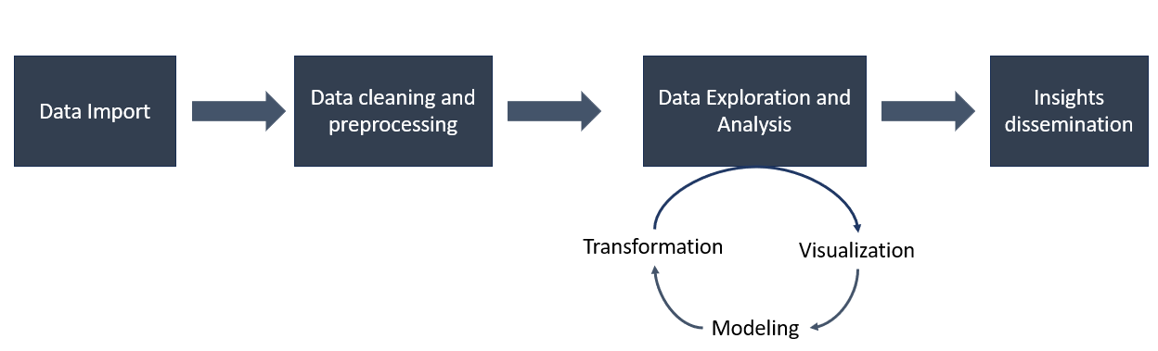 Data Import
Data cleaning and
preprocessing
Data Exploration and
Analysis
Insights
dissemination
Transformation
Visualization
Modeling